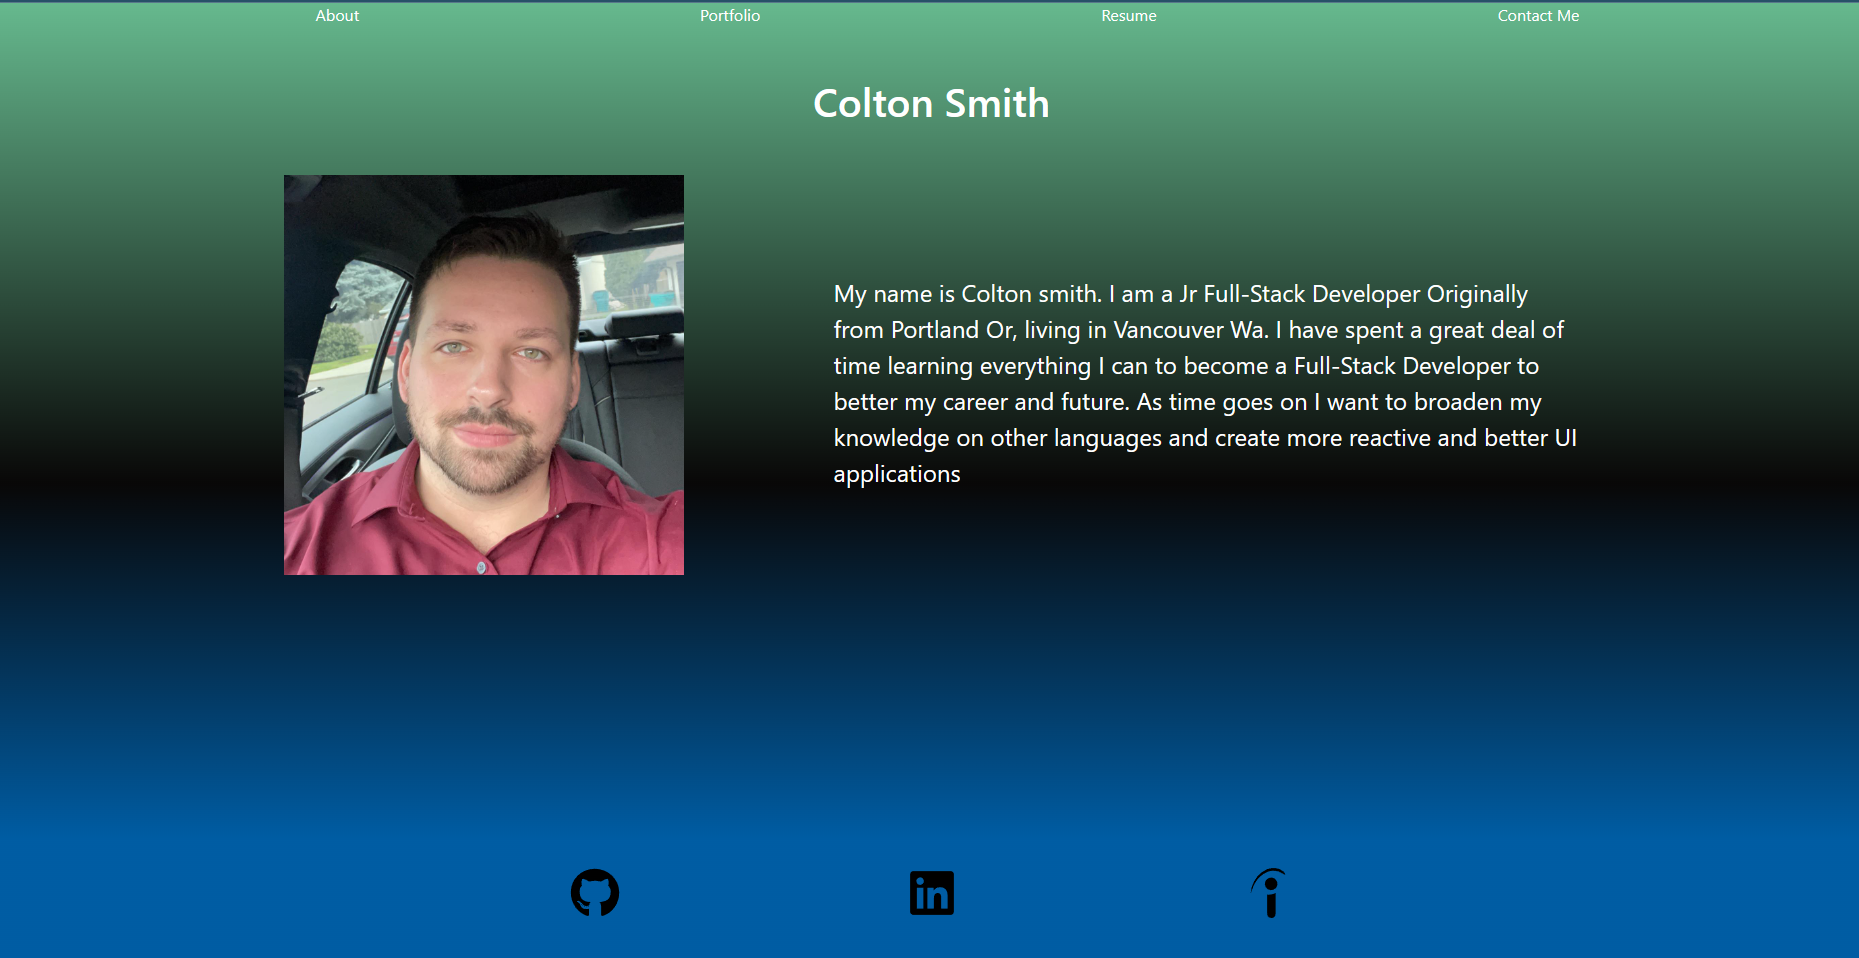 About Portfolio Resume Contact Me
Colton Smith
My name is Colton smith. I am a Jr Full-Stack Developer Originally
from Portland Or, living in Vancouver Wa. I have spent a great deal of
time learning everything I can to become a Full-Stack Developer to
better my career and future. As time goes on I want to broaden my
knowledge on other languages and create more reactive and better UI
applications
in